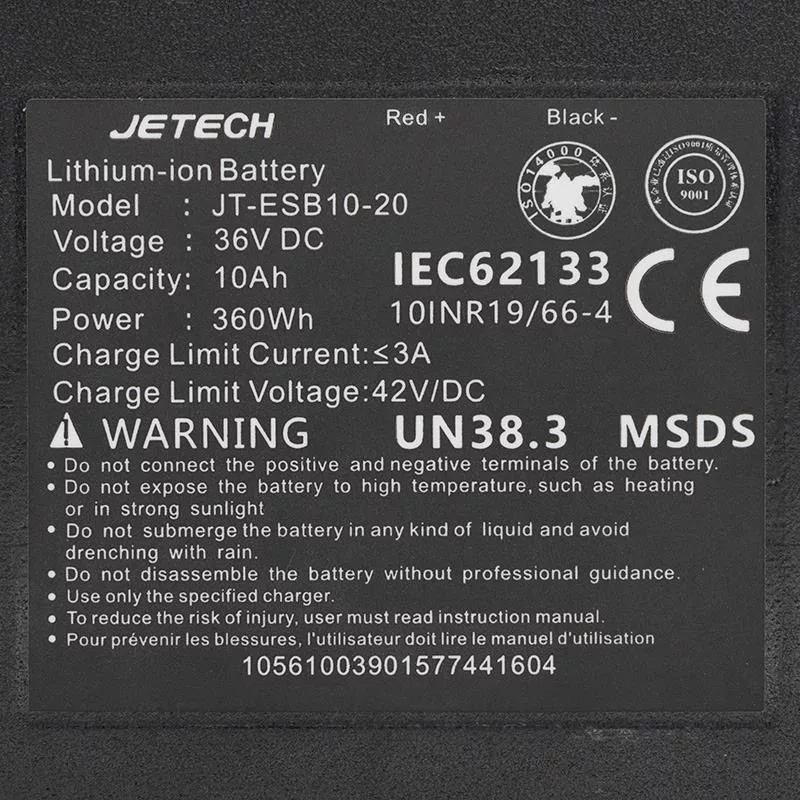 JETECH Red + Black -
Lithium-ion Battery
Model : JT-ESB10-20
ISO14000
ISO
9001
Voltage : 36V DC
Capacity: 10Ah
IEC62133
CE
Power : 360Wh
10INR19/66-4
Charge Limit Current:≤3A
Charge Limit Voltage:42V/DC
WARNING UN38.3 MSDS
• Do not connect the positive and negative terminals of the battery.
• Do not expose the battery to high temperature, such as heating
or in strong sunlight
• Do not submerge the battery in any kind of liquid and avoid
drenching with rain.
• Do not disassemble the battery without professional guidance.
• Use only the specified charger.
• To reduce the risk of injury, user must read instruction manual.
• Pour prévenir les blessures, l'utilisateur doit lire le manuel d'utilisation
10561003901577441604